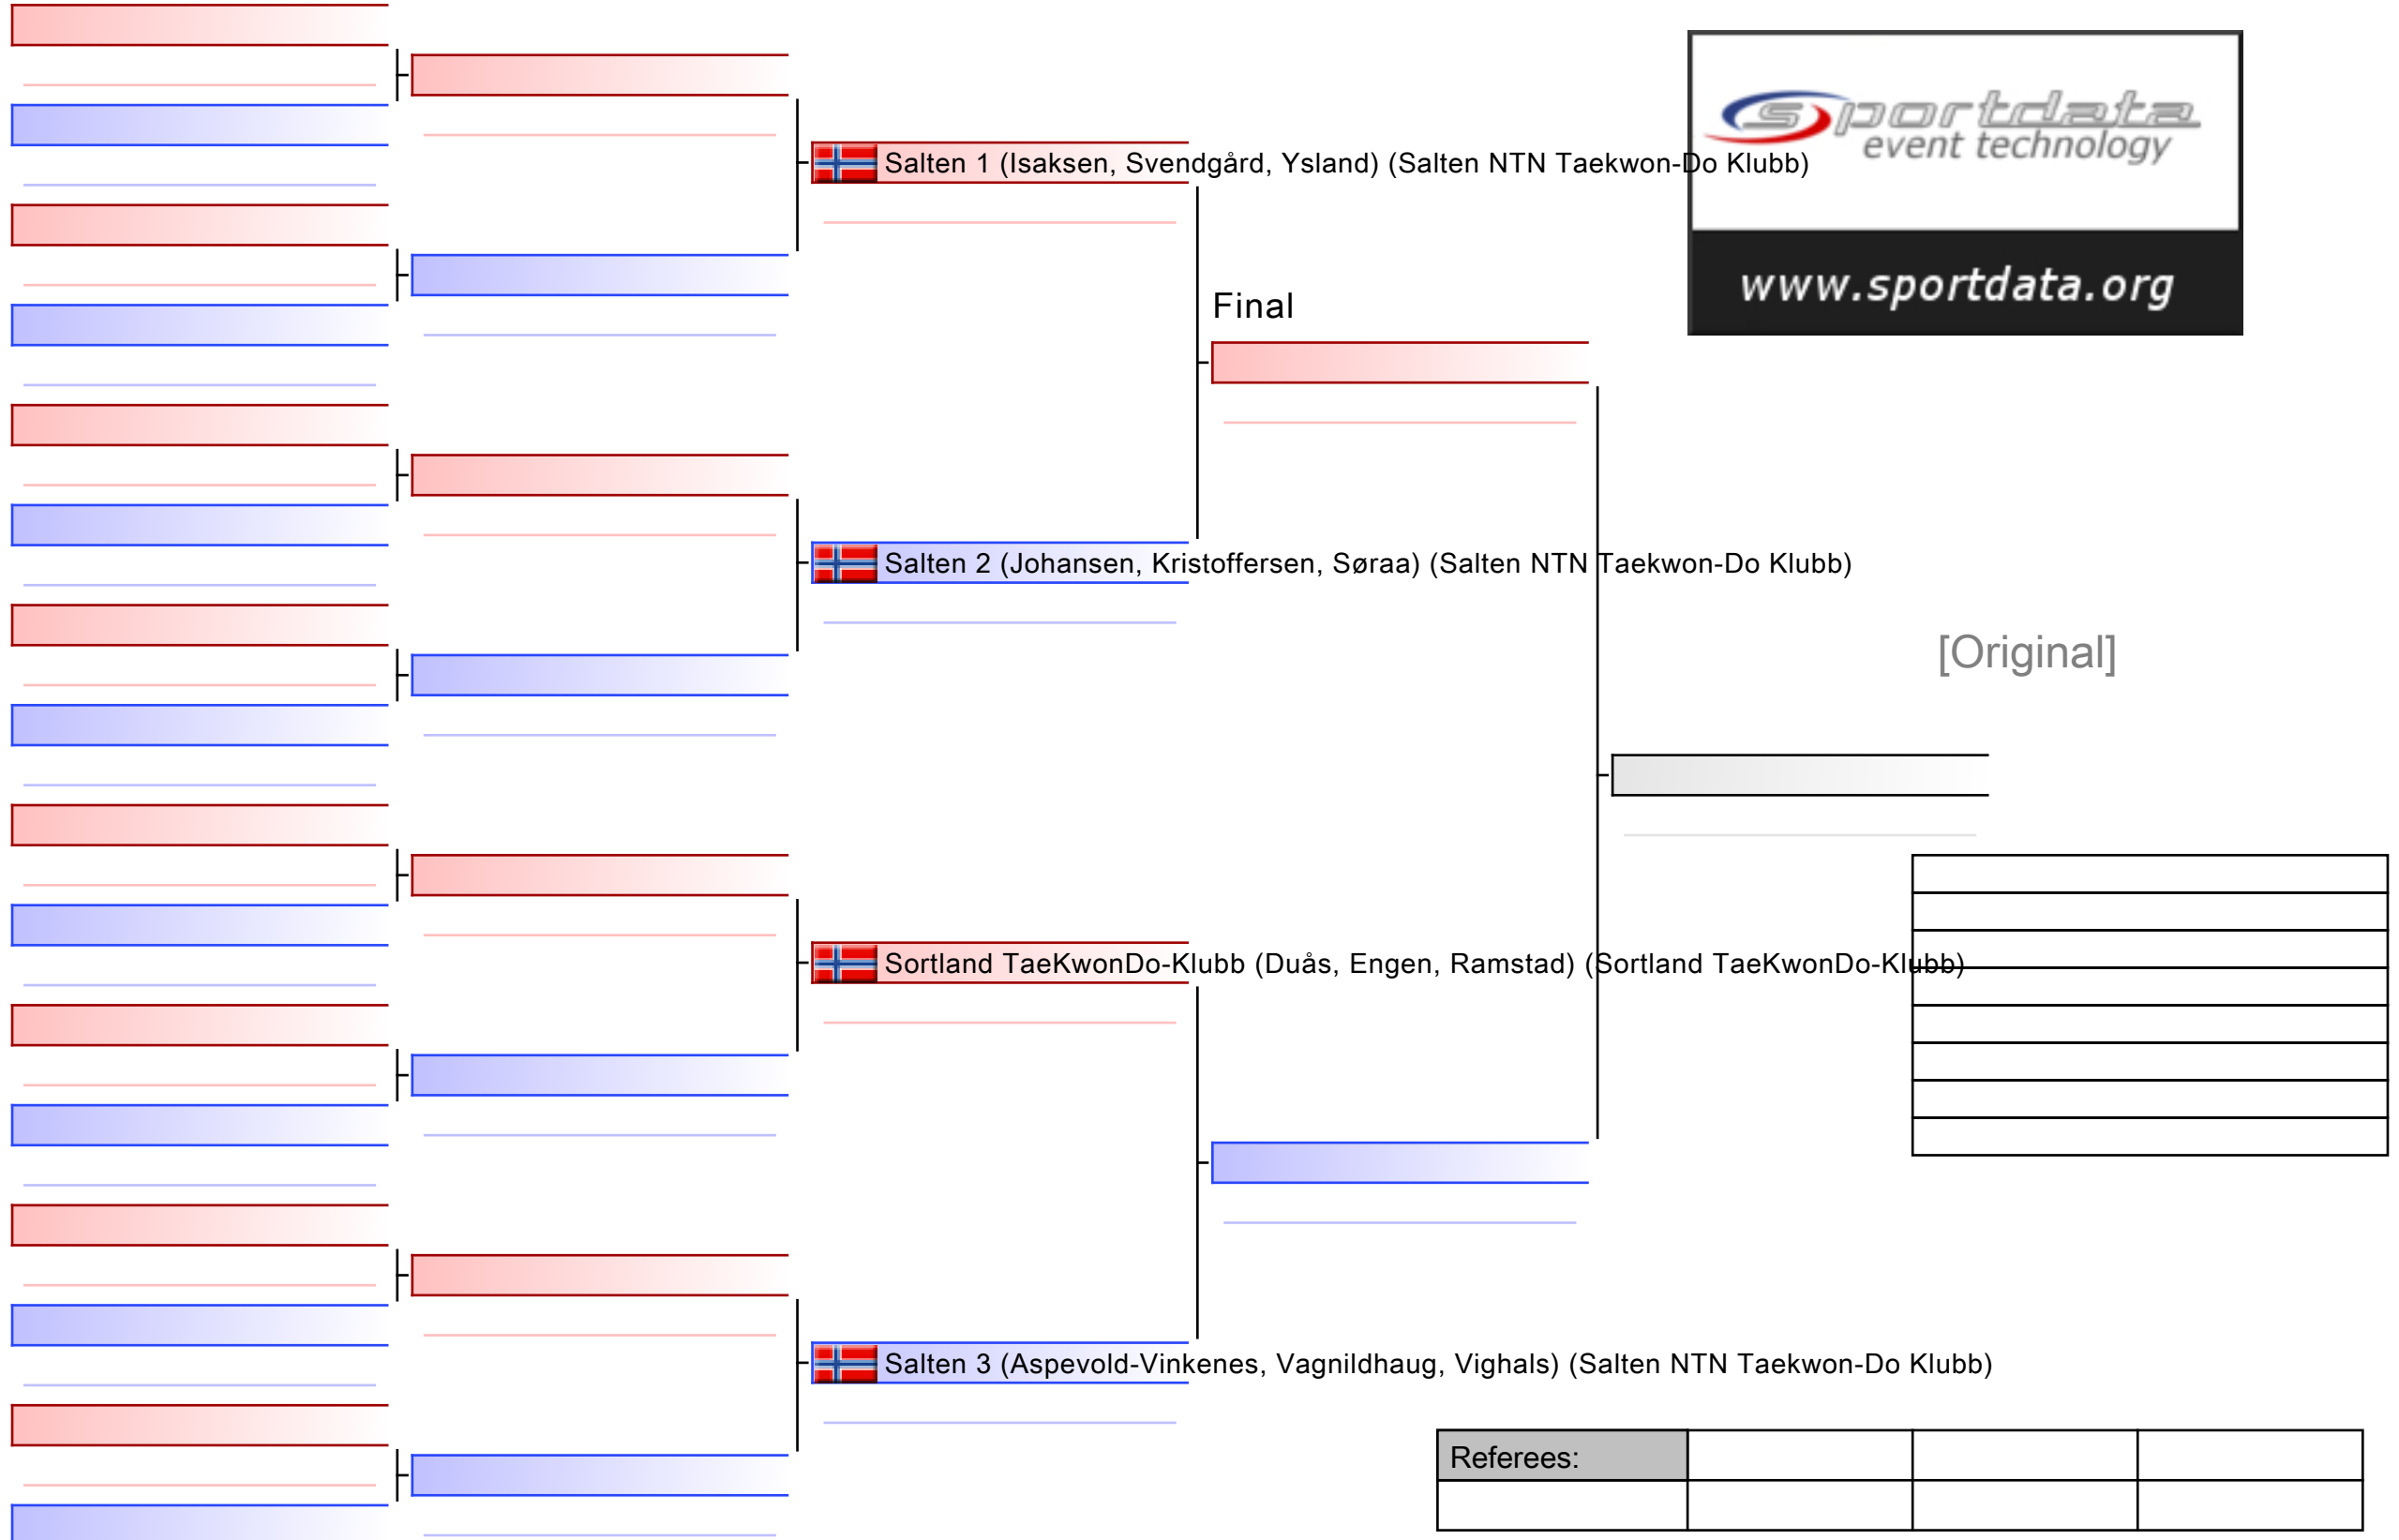 sportdata
event technology
www.sportdata.org
Salten 1 (Isaksen, Svendgård, Ysland) (Salten NTN Taekwon-Do Klubb)
Final
Salten 2 (Johansen, Kristoffersen, Søraa) (Salten NTN Taekwon-Do Klubb)
[Original]
Sortland TaeKwonDo-Klubb (Duås, Engen, Ramstad) (Sortland TaeKwonDo-Klubb)
Salten 3 (Aspevold-Vinkenes, Vagnildhaug, Vighals) (Salten NTN Taekwon-Do Klubb)
Referees: